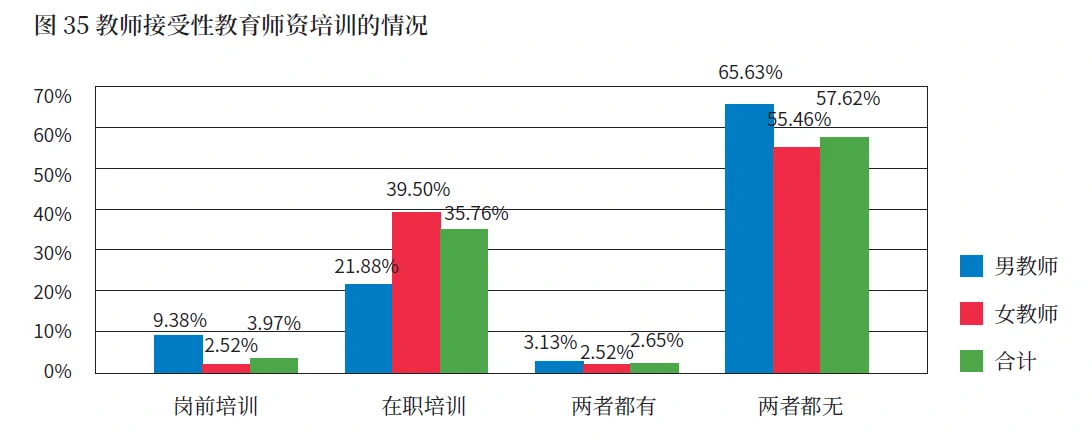 图 35 教师接受性教育师资培训的情况
70%
60%
50%
40%
30%
20%
10%
0%
9.38%
2.52%
3.97%
21.88%
39.50%
35.76%
3.13%
2.52%
2.65%
65.63%
55.46%
57.62%
岗前培训
在职培训
两者都有
两者都无
男教师
女教师
合计